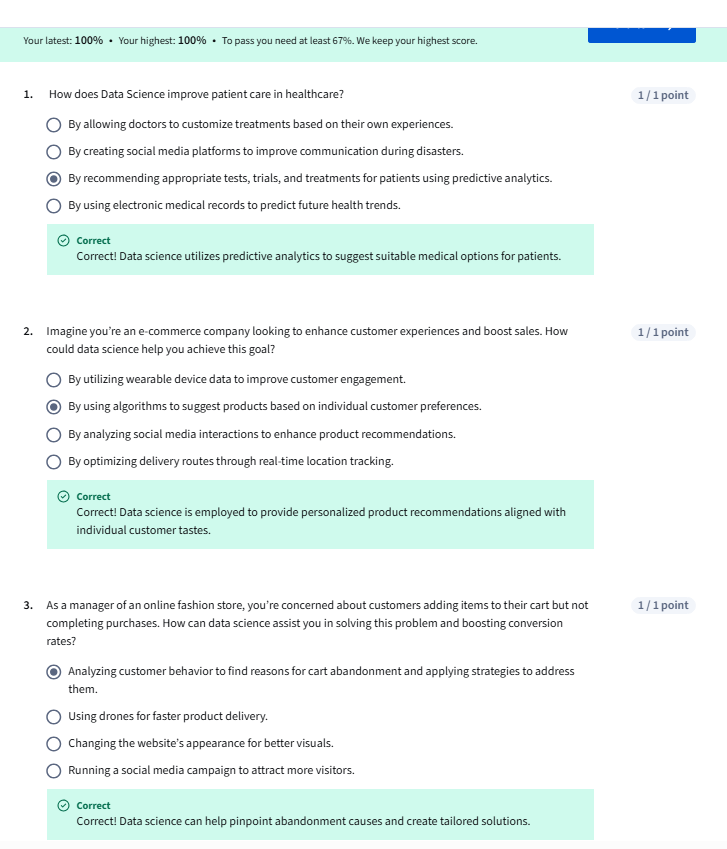 Your latest: 100% • Your highest: 100% • To pass you need at least 67%. We keep your highest score.
1. How does Data Science improve patient care in healthcare?
1 / 1 point
By allowing doctors to customize treatments based on their own experiences.
By creating social media platforms to improve communication during disasters.
By recommending appropriate tests, trials, and treatments for patients using predictive analytics.
By using electronic medical records to predict future health trends.
Correct
Correct! Data science utilizes predictive analytics to suggest suitable medical options for patients.
2. Imagine you're an e-commerce company looking to enhance customer experiences and boost sales. How
could data science help you achieve this goal?
1 / 1 point
By utilizing wearable device data to improve customer engagement.
By using algorithms to suggest products based on individual customer preferences.
By analyzing social media interactions to enhance product recommendations.
By optimizing delivery routes through real-time location tracking.
Correct
Correct! Data science is employed to provide personalized product recommendations aligned with
individual customer tastes.
3. As a manager of an online fashion store, you're concerned about customers adding items to their cart but not
completing purchases. How can data science assist you in solving this problem and boosting conversion
rates?
1 / 1 point
Analyzing customer behavior to find reasons for cart abandonment and applying strategies to address
them.
Using drones for faster product delivery.
Changing the website's appearance for better visuals.
Running a social media campaign to attract more visitors.
Correct
Correct! Data science can help pinpoint abandonment causes and create tailored solutions.